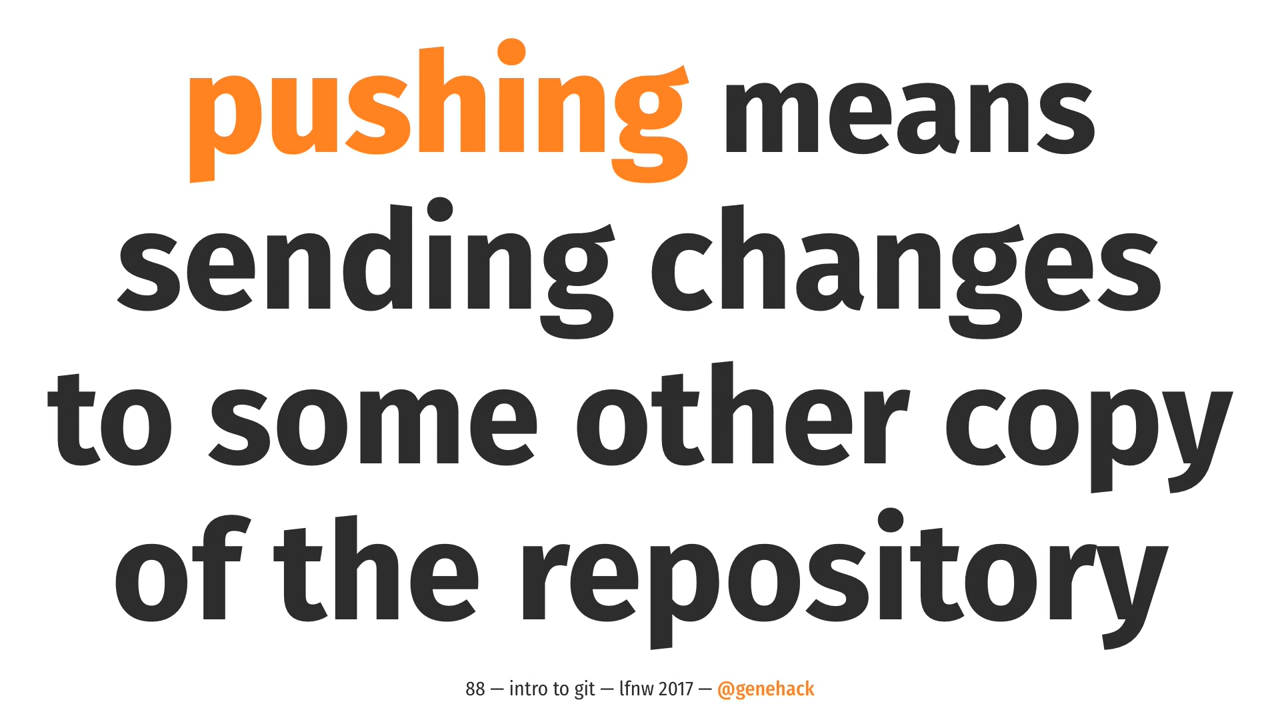 pushing means
sending changes
to some other copy
of the repository
88 — intro to git — lfnw 2017 — @genehack